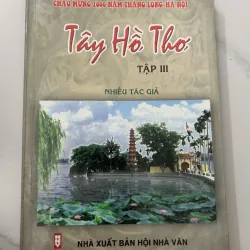 CHÀO MỪNG 1000 NĂM THĂNG LONG-HÀ NỘI
Tây Hồ Thơ
TẬP III
NHIỀU TÁC GIẢ
NHÀ XUẤT BẢN HỘI NHÀ VĂN